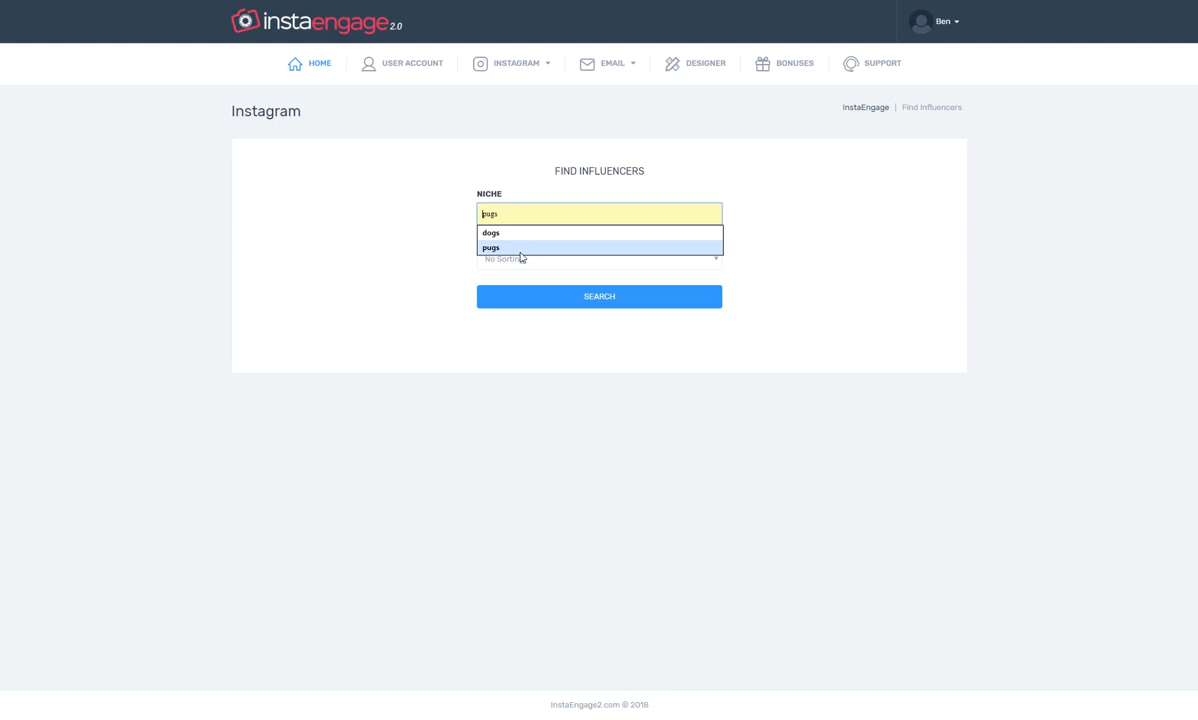 instaengage 2.0
Ben
HOME USER ACCOUNT INSTAGRAM EMAIL DESIGNER BONUSES SUPPORT
Instagram
InstaEngage | Find Influencers
FIND INFLUENCERS
NICHE
pugs
dogs
pugs
No Sorting
SEARCH
InstaEngage2.com © 2018